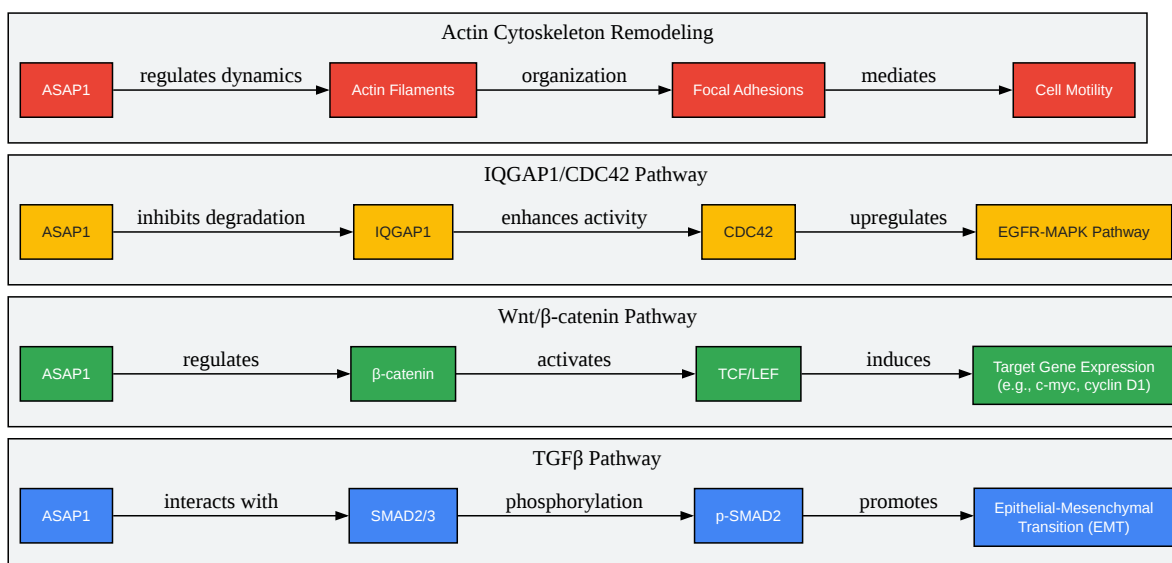 Actin Cytoskeleton Remodeling
ASAP1
regulates dynamics
Actin Filaments
organization
Focal Adhesions
mediates
Cell Motility
IQGAP1/CDC42 Pathway
ASAP1
inhibits degradation
IQGAP1
enhances activity
CDC42
upregulates
EGFR-MAPK Pathway
Wnt/β-catenin Pathway
ASAP1
regulates
β-catenin
activates
TCF/LEF
induces
Target Gene Expression
(e.g., c-myc, cyclin D1)
TGFβ Pathway
ASAP1
interacts with
SMAD2/3
phosphorylation
p-SMAD2
promotes
Epithelial-Mesenchymal
Transition (EMT)